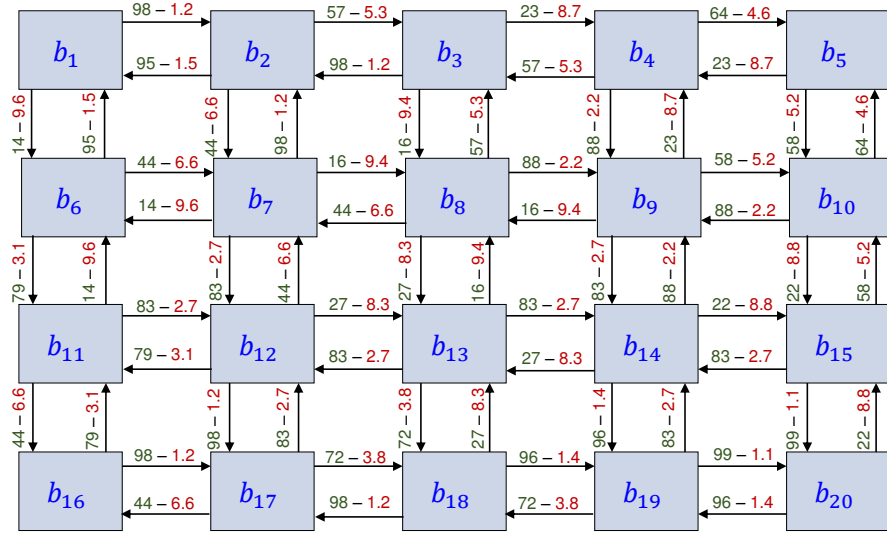 98 – 1.2 57 – 5.3 23 – 8.7 64 – 4.6
b₁ b₂ b₃ b₄ b₅
95 – 1.5 98 – 1.2 57 – 5.3 23 – 8.7
14 – 9.6 95 – 1.5 44 – 6.6 98 – 1.2 16 – 9.4 57 – 5.3 88 – 2.2 23 – 8.7 58 – 5.2 64 – 4.6
44 – 6.6 16 – 9.4 88 – 2.2 58 – 5.2
b₆ b₇ b₈ b₉ b₁₀
14 – 9.6 44 – 6.6 16 – 9.4 88 – 2.2
79 – 3.1 14 – 9.6 83 – 2.7 44 – 6.6 27 – 8.3 16 – 9.4 83 – 2.7 88 – 2.2 22 – 8.8 58 – 5.2
83 – 2.7 27 – 8.3 83 – 2.7 22 – 8.8
b₁₁ b₁₂ b₁₃ b₁₄ b₁₅
79 – 3.1 83 – 2.7 27 – 8.3 83 – 2.7
44 – 6.6 79 – 3.1 98 – 1.2 83 – 2.7 72 – 3.8 27 – 8.3 96 – 1.4 83 – 2.7 99 – 1.1 22 – 8.8
98 – 1.2 72 – 3.8 96 – 1.4 99 – 1.1
b₁₆ b₁₇ b₁₈ b₁₉ b₂₀
44 – 6.6 98 – 1.2 72 – 3.8 96 – 1.4